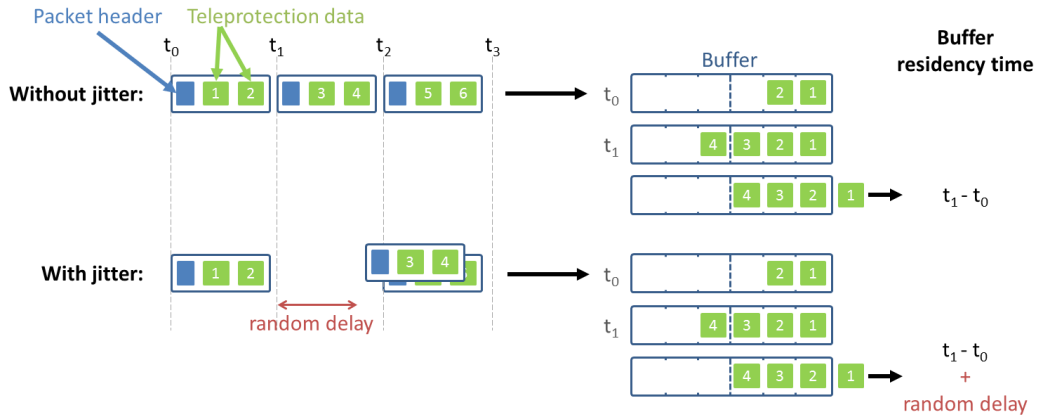 Packet header
Teleprotection data
Buffer
residency time
t0 t1 t2 t3
Buffer
Without jitter:
1 2 3 4 5 6
t0
2 1
t1
4 3 2 1
4 3 2 1 1
t1 - t0
With jitter:
1 2 3 4
random delay
t0
2 1
t1
4 3 2 1
4 3 2 1
t1 - t0
+
random delay